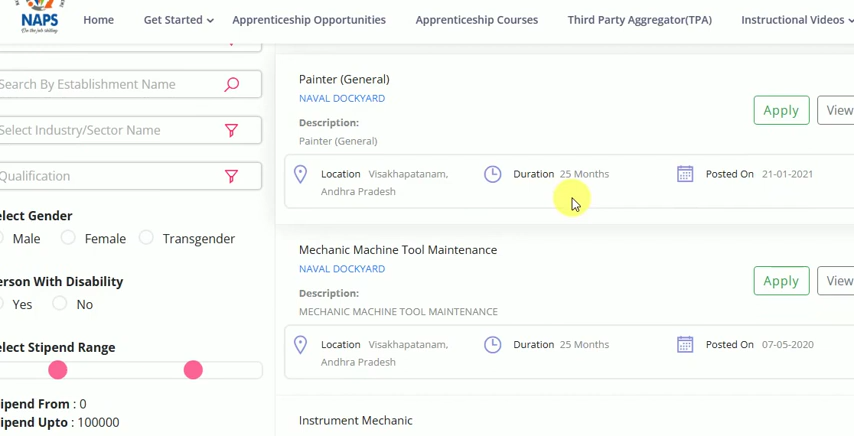 NAPS
Home
Get Started
Apprenticeship Opportunities
Apprenticeship Courses
Third Party Aggregator(TPA)
Instructional Videos
Search By Establishment Name
Select Industry/Sector Name
Qualification
elect Gender
Male
Female
Transgender
erson With Disability
Yes
No
elect Stipend Range
ipend From : 0
ipend Upto : 100000
Painter (General)
NAVAL DOCKYARD
Apply
View
Description:
Painter (General)
Location Visakhapatanam,
Andhra Pradesh
Duration 25 Months
Posted On 21-01-2021
Mechanic Machine Tool Maintenance
NAVAL DOCKYARD
Apply
View
Description:
MECHANIC MACHINE TOOL MAINTENANCE
Location Visakhapatanam,
Andhra Pradesh
Duration 25 Months
Posted On 07-05-2020
Instrument Mechanic